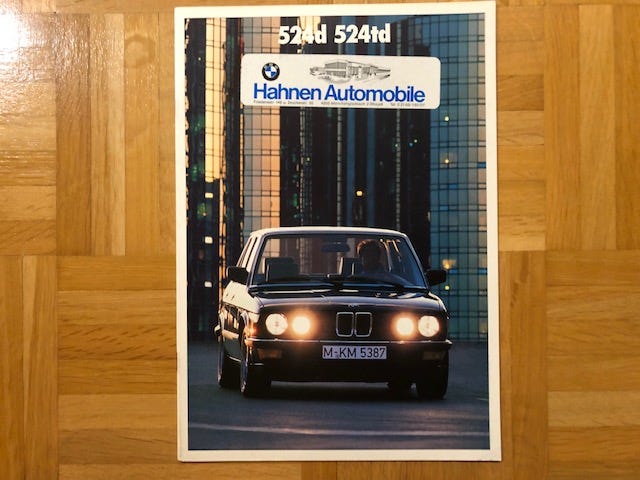 524d 524td
BMW
Hahnen Automobile
M-KM 5387